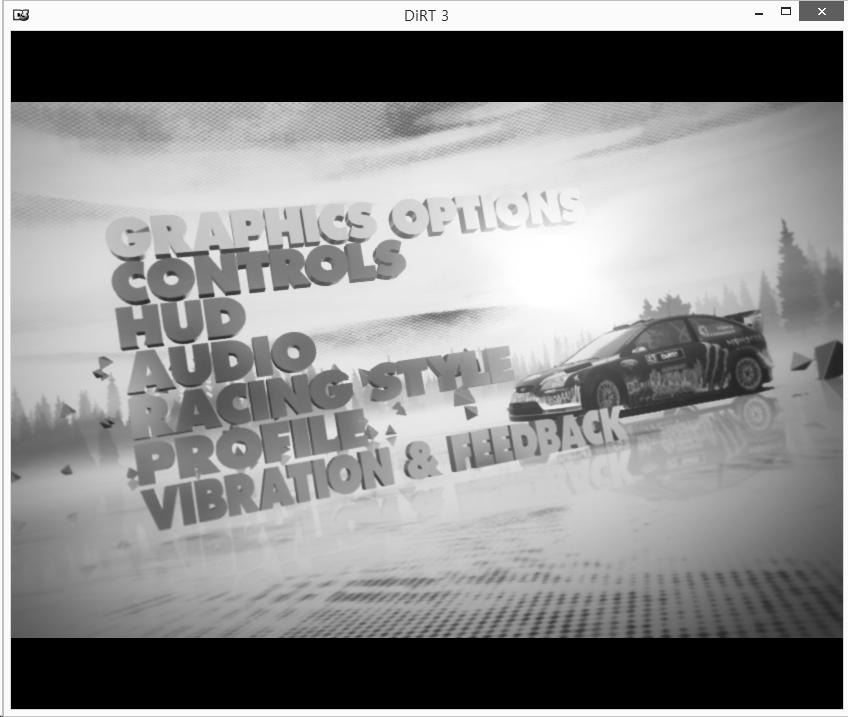 DiRT 3
GRAPHICS OPTIONS
CONTROLS
HUD
AUDIO
RACING STYLE
PROFILE
VIBRATION & FEEDBACK